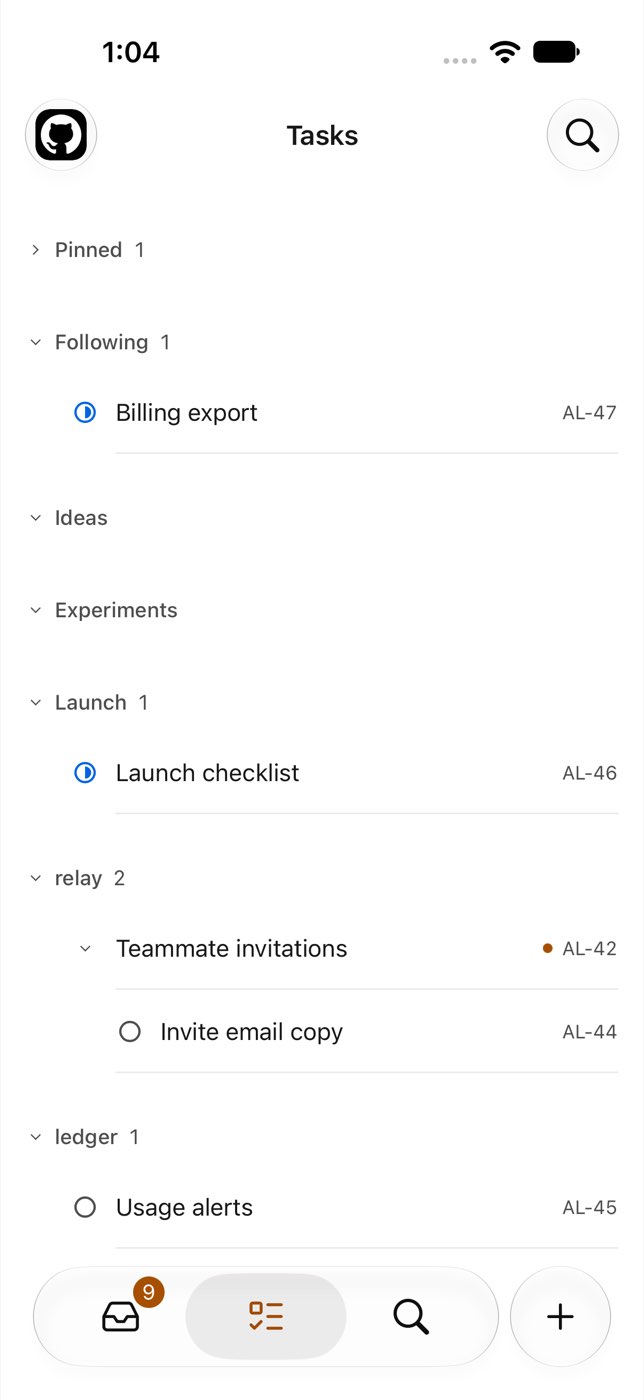 1:04
Tasks
Pinned 1
Following 1
Billing export AL-47
Ideas
Experiments
Launch 1
Launch checklist AL-46
relay 2
Teammate invitations AL-42
Invite email copy AL-44
ledger 1
Usage alerts AL-45
9